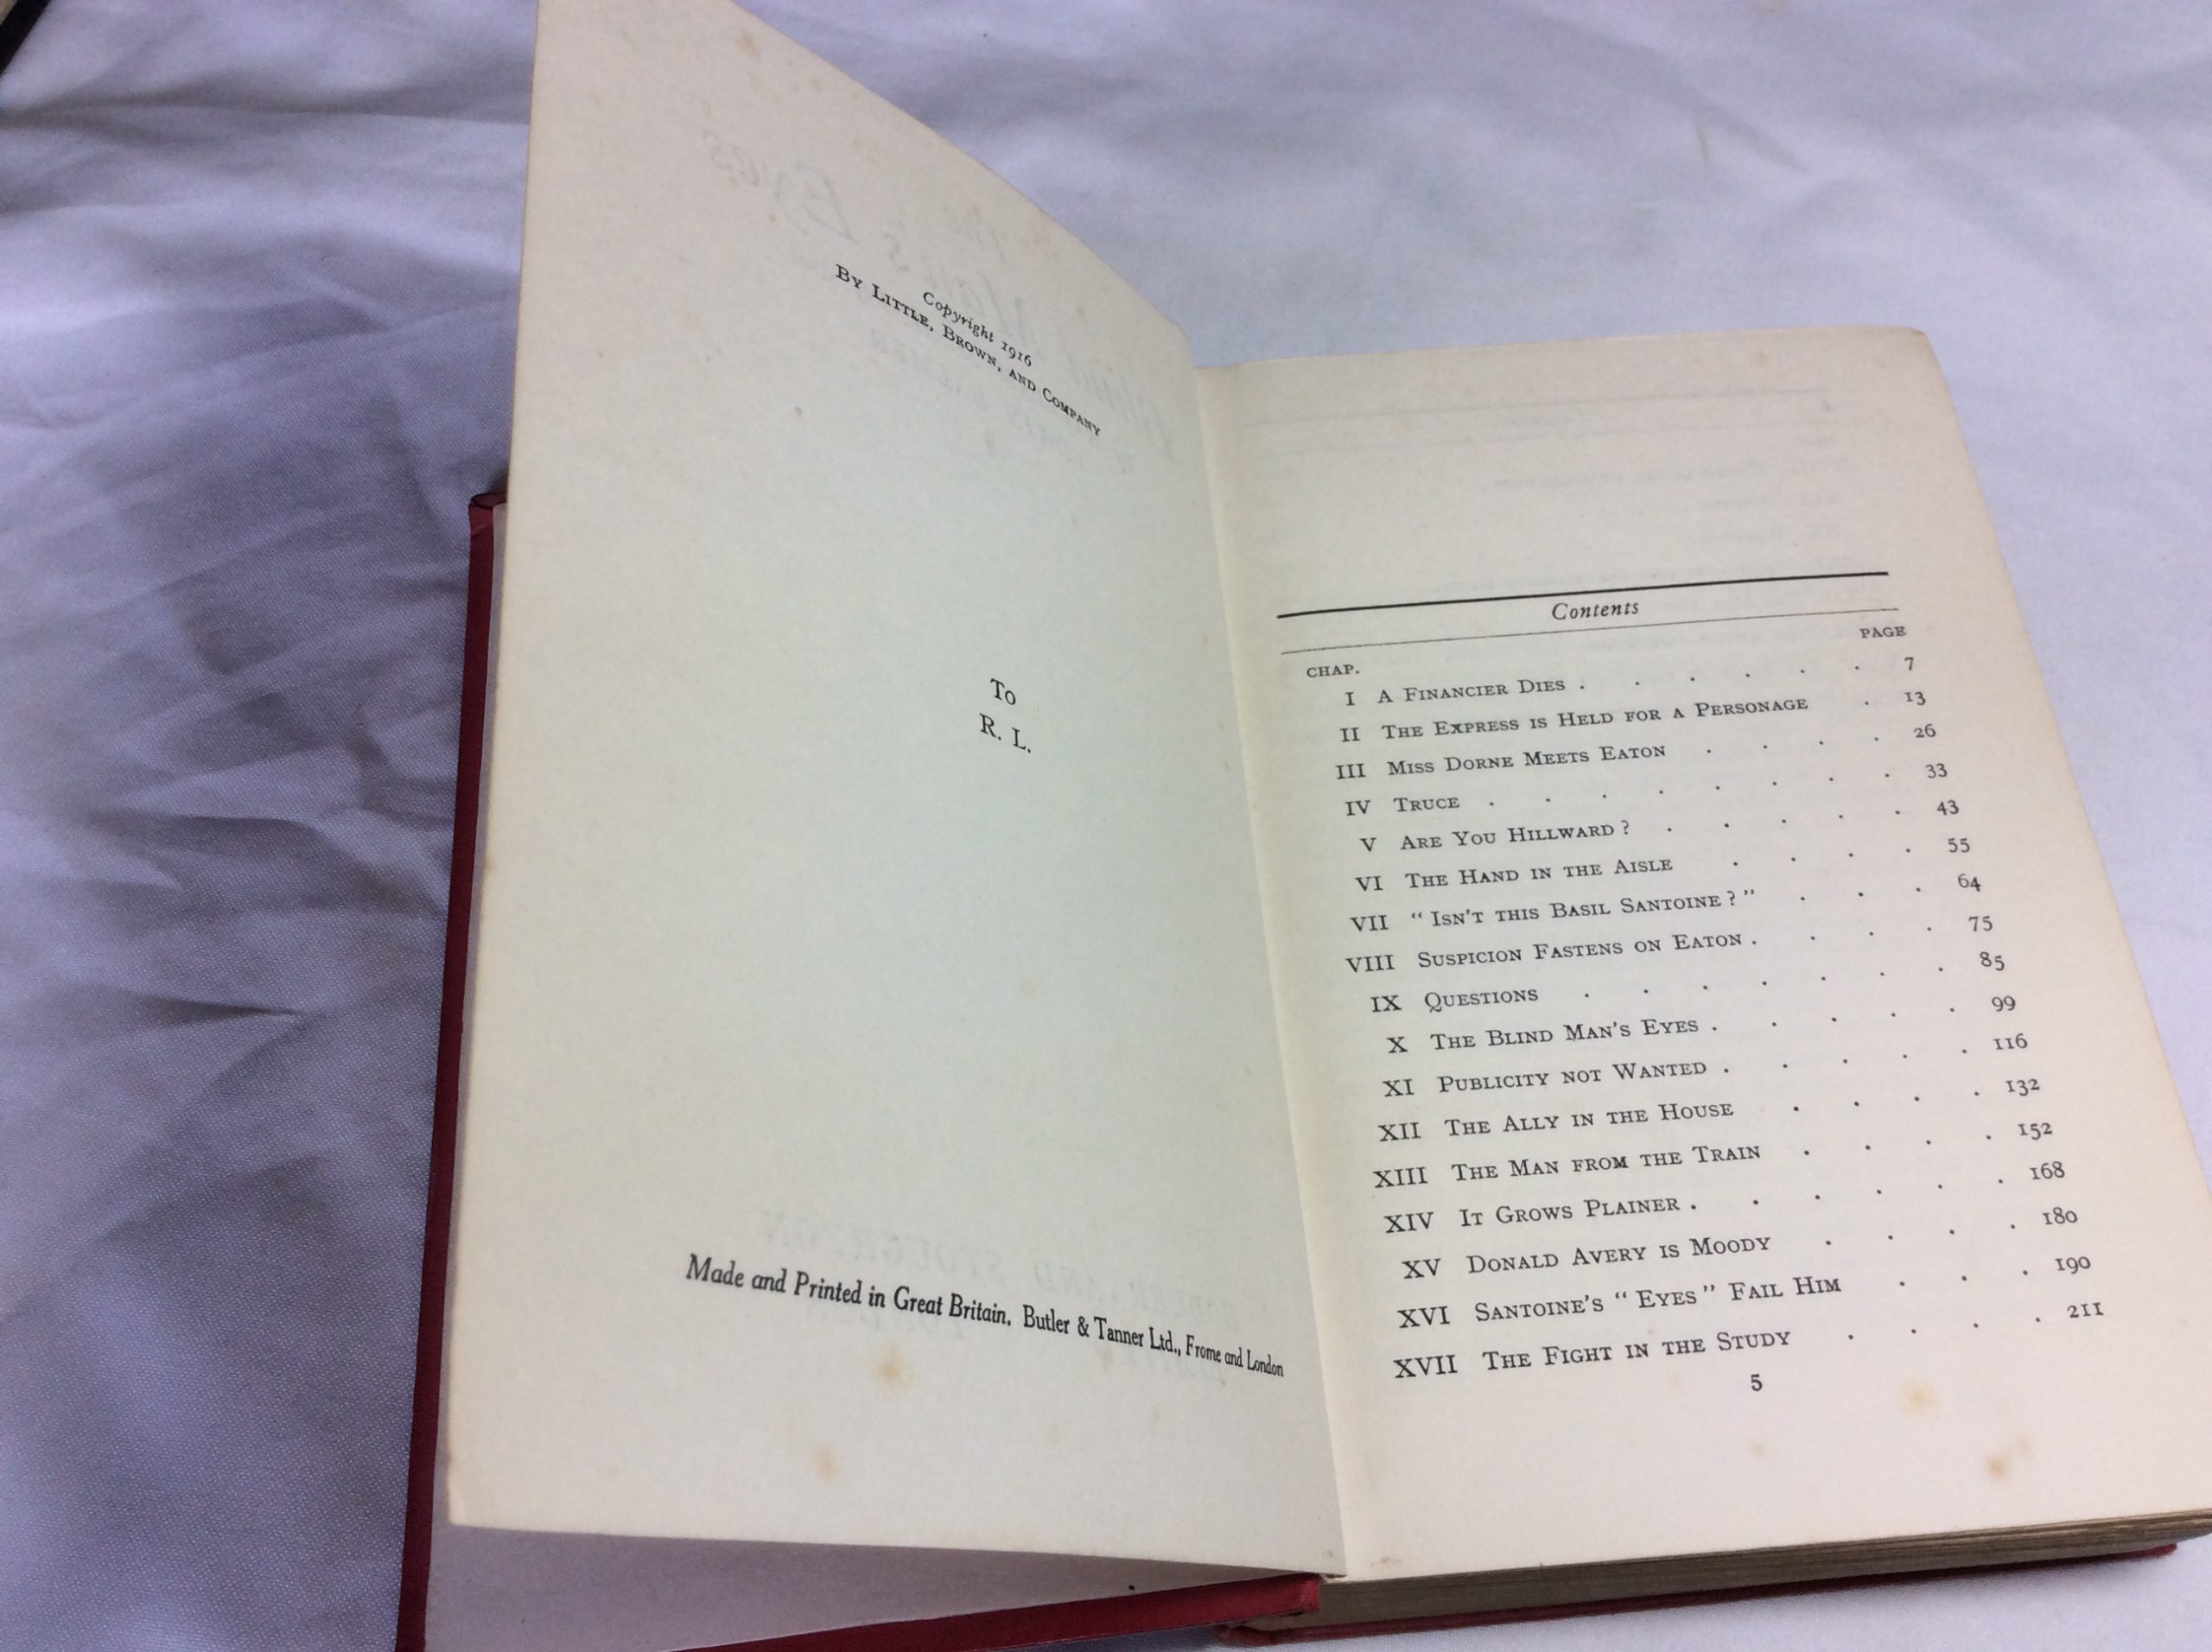 Copyright 1916
By Little, Brown, and Company
To
R. L.
Made and Printed in Great Britain. Butler & Tanner Ltd., Frome and London
Contents
CHAP. PAGE
I A Financier Dies . . . . . . 7
II The Express is Held for a Personage . 13
III Miss Dorne Meets Eaton . . . . 26
IV Truce . . . . . . . . 33
V Are You Hillward? . . . . . 43
VI The Hand in the Aisle . . . . 55
VII "Isn't this Basil Santoine?" . . . 64
VIII Suspicion Fastens on Eaton . . . . 75
IX Questions . . . . . . . 85
X The Blind Man's Eyes . . . . . 99
XI Publicity not Wanted . . . . . 116
XII The Ally in the House . . . . 132
XIII The Man from the Train . . . . 152
XIV It Grows Plainer . . . . . . 168
XV Donald Avery is Moody . . . . 180
XVI Santoine's "Eyes" Fail Him . . . 190
XVII The Fight in the Study . . . . 211
5